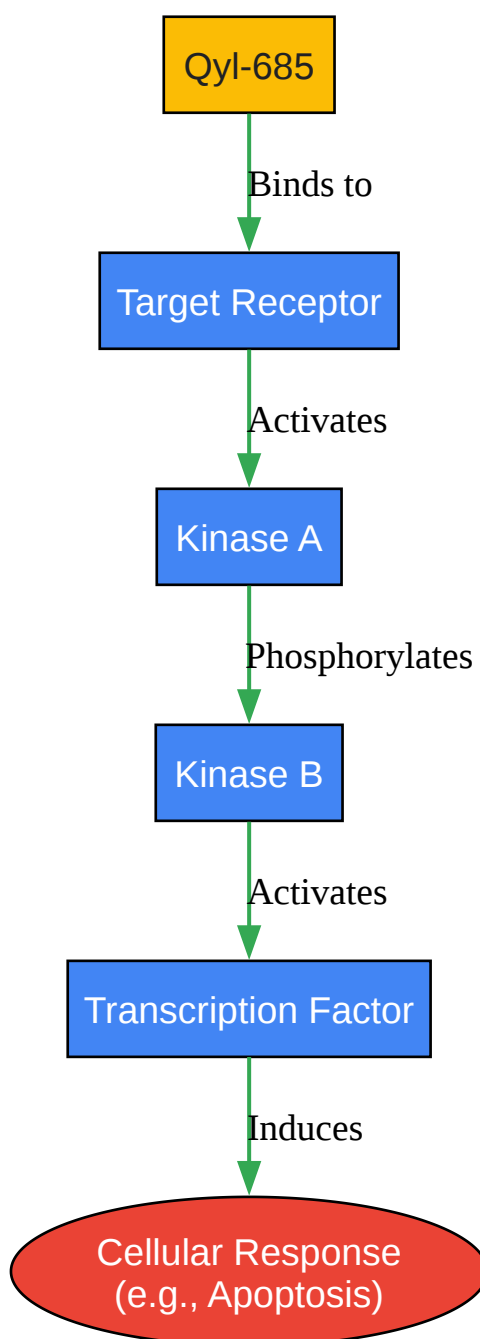 Qyl-685
Binds to
Target Receptor
Activates
Kinase A
Phosphorylates
Kinase B
Activates
Transcription Factor
Induces
Cellular Response
(e.g., Apoptosis)